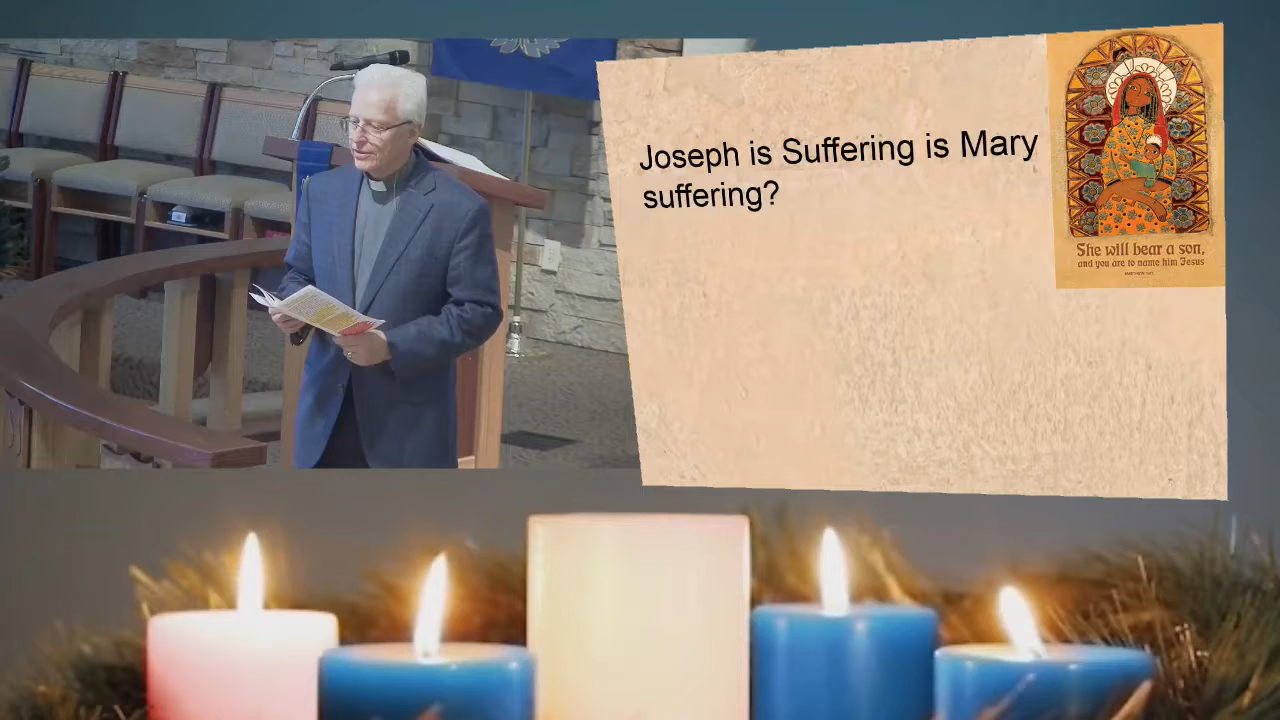 Joseph is Suffering is Mary
suffering?
She will bear a son,
and you are to name him Jesus